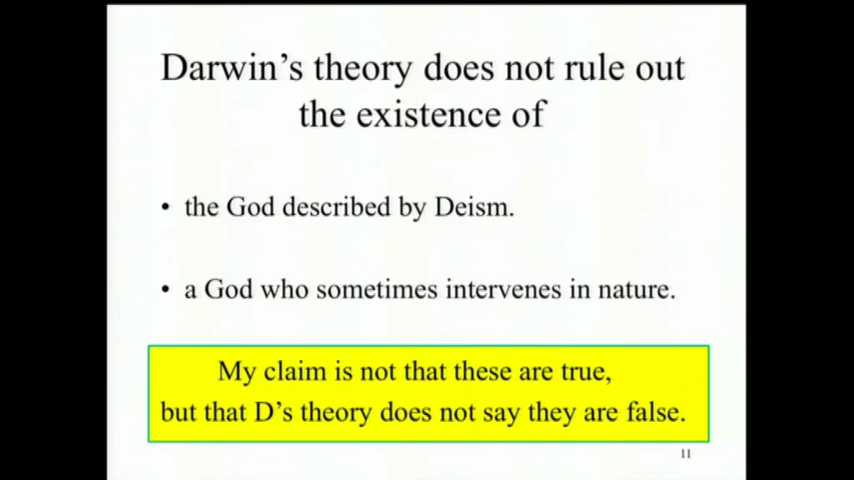 Darwin's theory does not rule out
the existence of
• the God described by Deism.
• a God who sometimes intervenes in nature.
My claim is not that these are true,
but that D's theory does not say they are false.
11